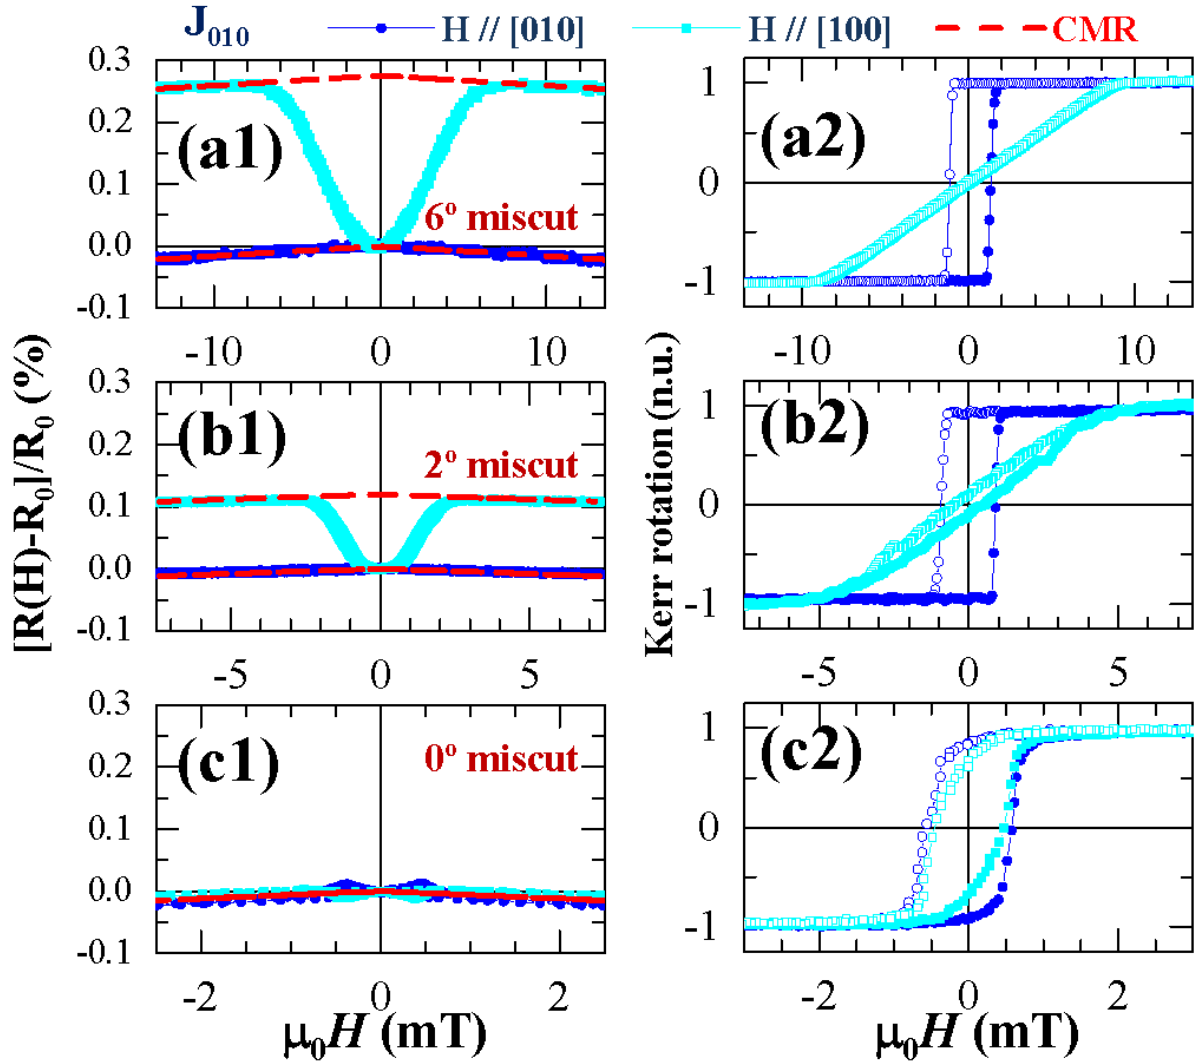 J010 H // [010] H // [100] CMR
[R(H)-R0]/R0 (%)
0.3
0.2
0.1
0.0
-0.1
(a1)
6º miscut
-10 0 10
Kerr rotation (n.u.)
1
0
-1
(a2)
-10 0 10
0.3
0.2
0.1
0.0
-0.1
(b1)
2º miscut
-5 0 5
1
0
-1
(b2)
-5 0 5
0.3
0.2
0.1
0.0
-0.1
(c1)
0º miscut
-2 0 2
μ0H (mT)
1
0
-1
(c2)
-2 0 2
μ0H (mT)